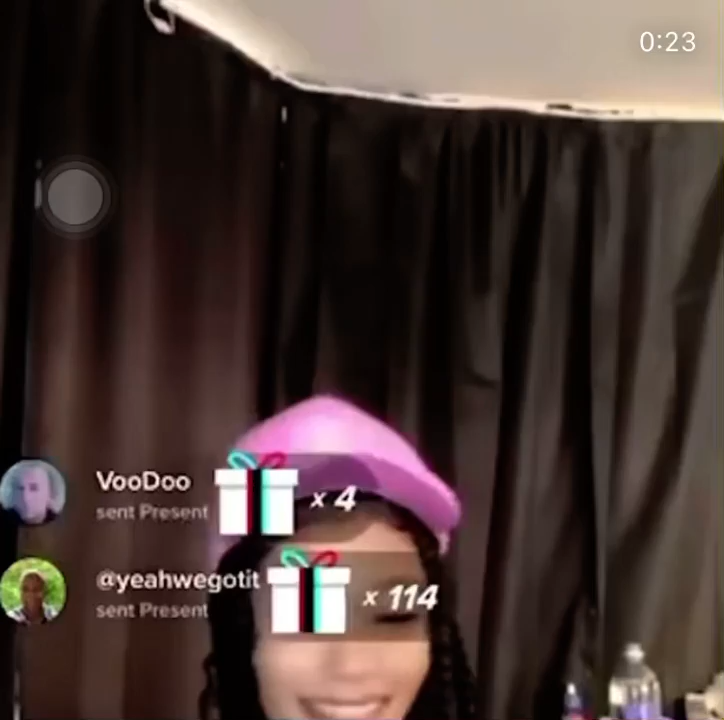 0:23
VooDoo
x 4
sent Present
@yeahwegotit
x 114
sent Present